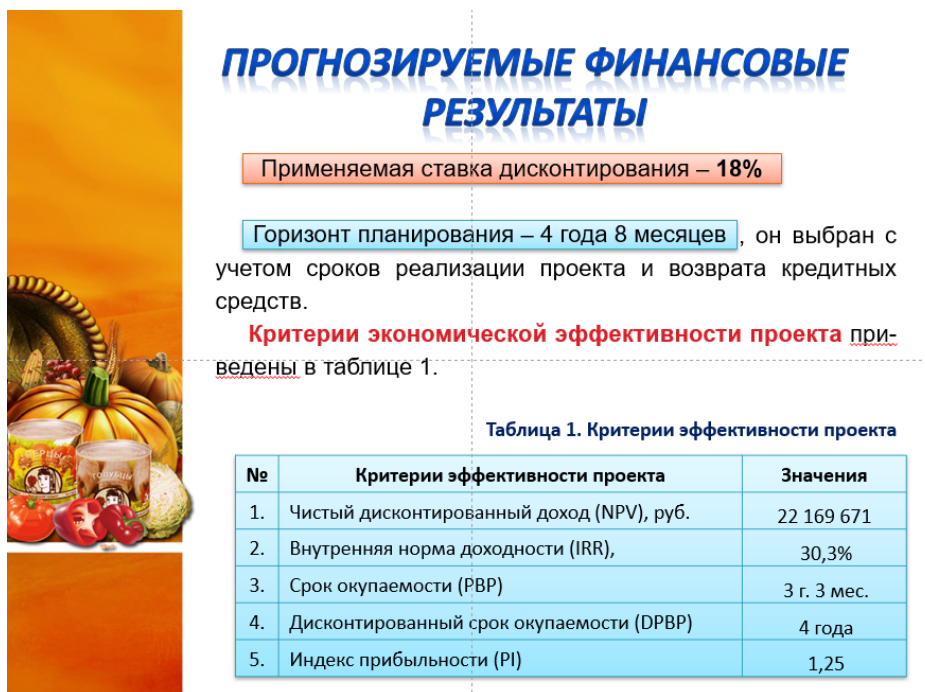 ПРОГНОЗИРУЕМЫЕ ФИНАНСОВЫЕ
РЕЗУЛЬТАТЫ
Применяемая ставка дисконтирования – 18%
Горизонт планирования – 4 года 8 месяцев , он выбран с
учетом сроков реализации проекта и возврата кредитных
средств.
Критерии экономической эффективности проекта при-
ведены в таблице 1.
Таблица 1. Критерии эффективности проекта
№ Критерии эффективности проекта Значения
1. Чистый дисконтированный доход (NPV), руб. 22 169 671
2. Внутренняя норма доходности (IRR), 30,3%
3. Срок окупаемости (PBP) 3 г. 3 мес.
4. Дисконтированный срок окупаемости (DPBP) 4 года
5. Индекс прибыльности (PI) 1,25
ПЕРЦЫ
ГОЛУБЦЫ